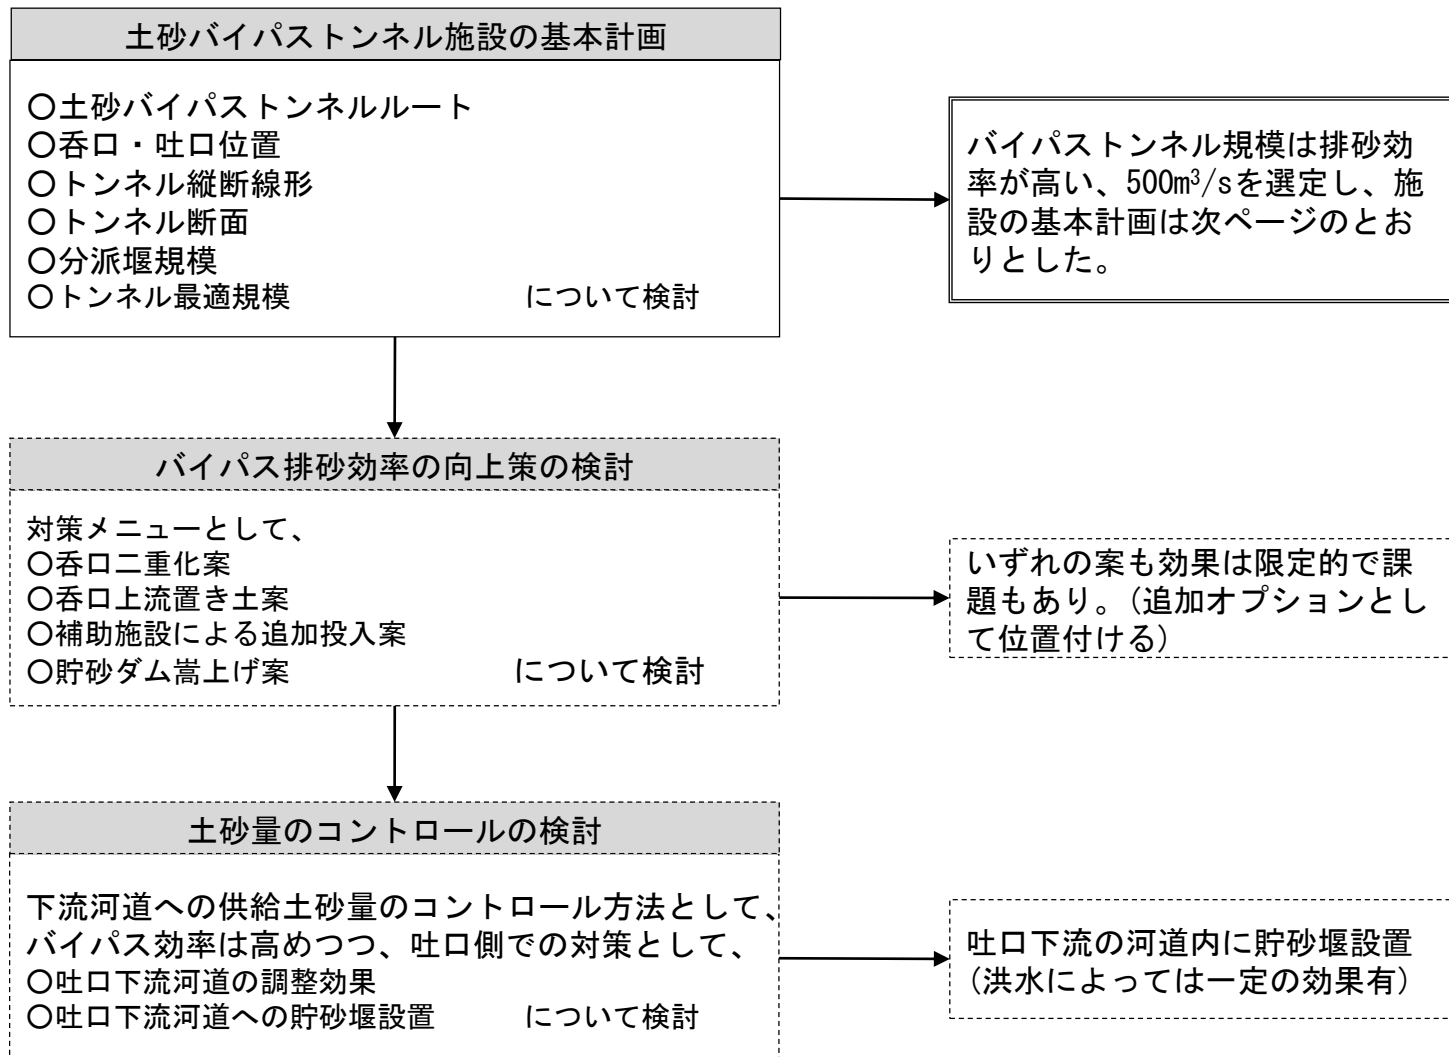 土砂バイパストンネル施設の基本計画
○土砂バイパストンネルルート
○呑口・吐口位置
○トンネル縦断線形
○トンネル断面
○分派堰規模
○トンネル最適規模 について検討
バイパストンネル規模は排砂効
率が高い、500m³/sを選定し、施
設の基本計画は次ページのとお
りとした。
バイパス排砂効率の向上策の検討
対策メニューとして、
○呑口二重化案
○呑口上流置き土案
○補助施設による追加投入案
○貯砂ダム嵩上げ案 について検討
いずれの案も効果は限定的で課
題もあり。(追加オプションとし
て位置付ける)
土砂量のコントロールの検討
下流河道への供給土砂量のコントロール方法として、
バイパス効率は高めつつ、吐口側での対策として、
○吐口下流河道の調整効果
○吐口下流河道への貯砂堰設置 について検討
吐口下流の河道内に貯砂堰設置
(洪水によっては一定の効果有)